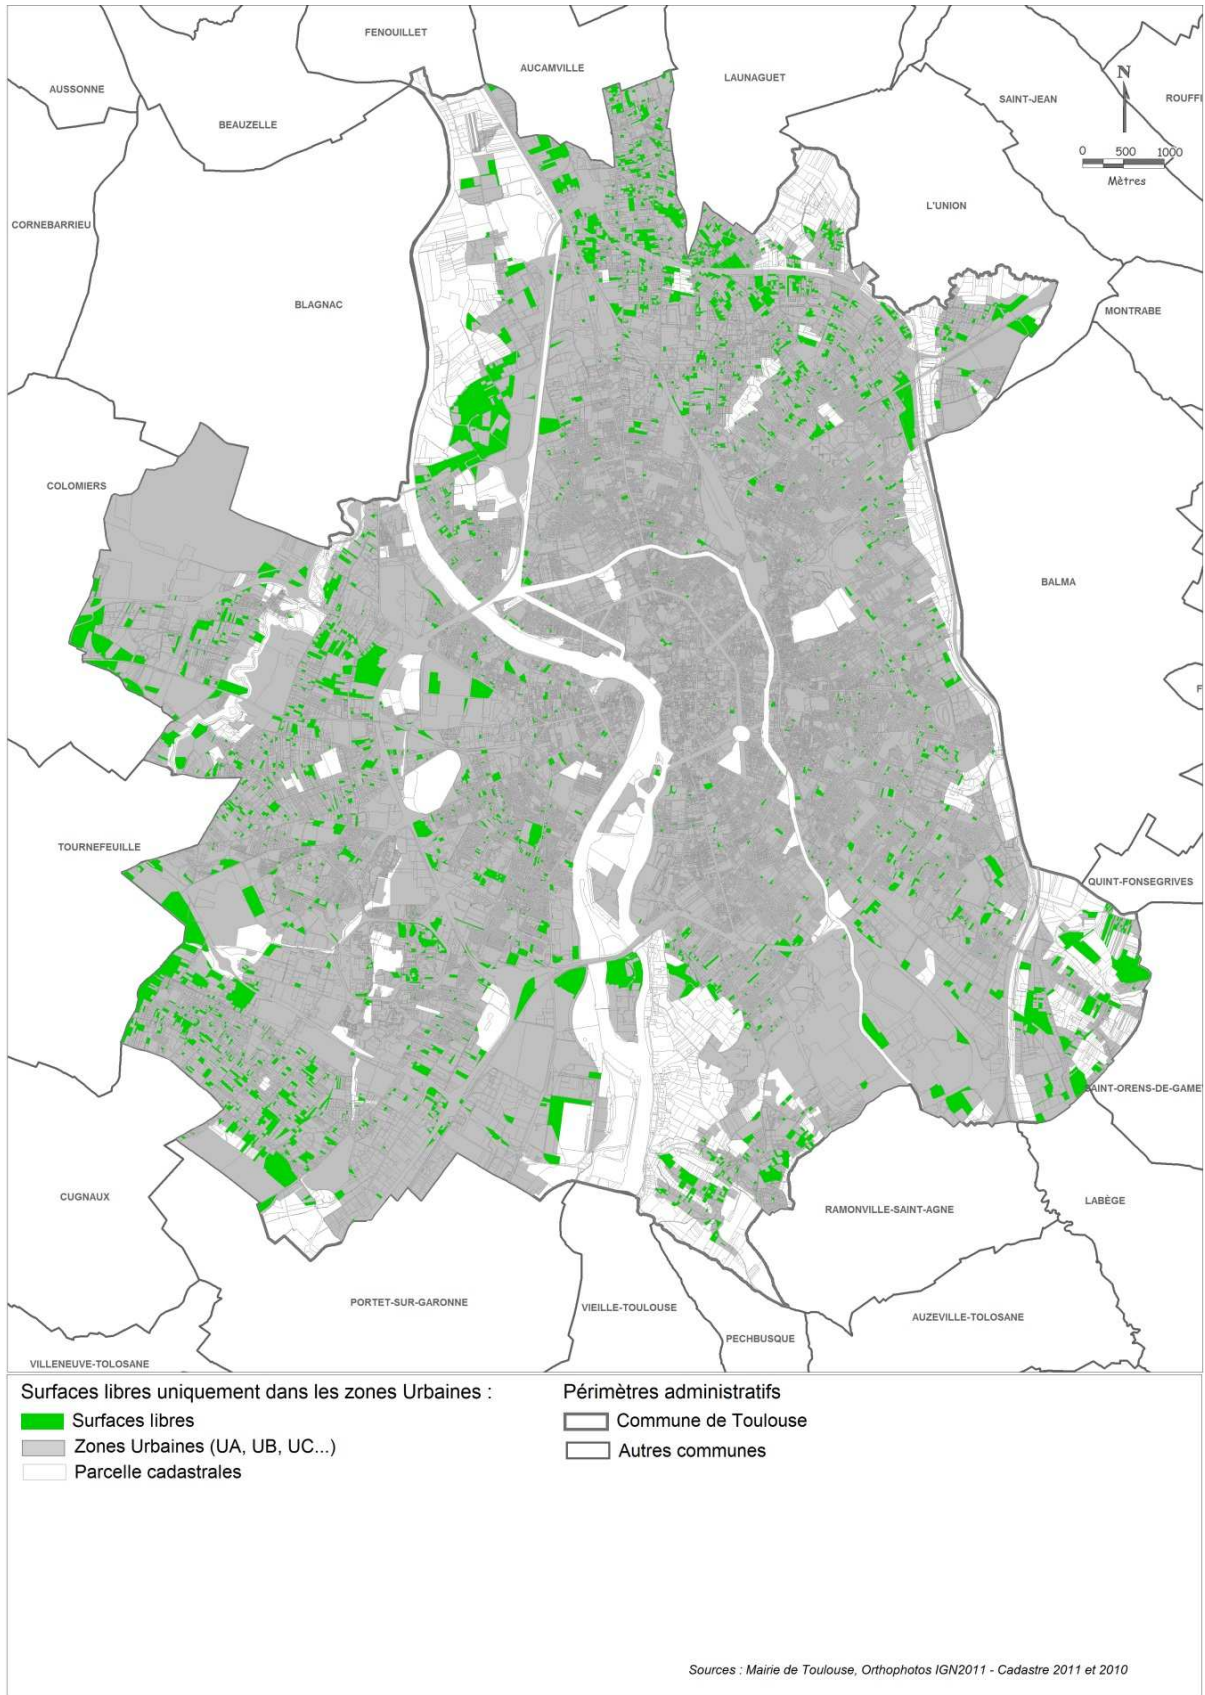 FENOUILLET
AUCAMVILLE
LAUNAGUET
AUSSONNE
SAINT-JEAN
ROUFFI
BEAUZELLE
N
0 500 1000
Mètres
L'UNION
CORNEBARRIEU
BLAGNAC
MONTRABE
COLOMIERS
BALMA
F
TOURNEFEUILLE
QUINT-FONSEGRIVES
SAINT-ORENS-DE-GAME
CUGNAUX
LABÈGE
RAMONVILLE-SAINT-AGNE
PORTET-SUR-GARONNE
VIEILLE-TOULOUSE
AUZEVILLE-TOLOSANE
PECHBUSQUE
VILLENEUVE-TOLOSANE
Surfaces libres uniquement dans les zones Urbaines :
Surfaces libres
Zones Urbaines (UA, UB, UC...)
Parcelle cadastrales
Périmètres administratifs
Commune de Toulouse
Autres communes
Sources : Mairie de Toulouse, Orthophotos IGN2011 - Cadastre 2011 et 2010